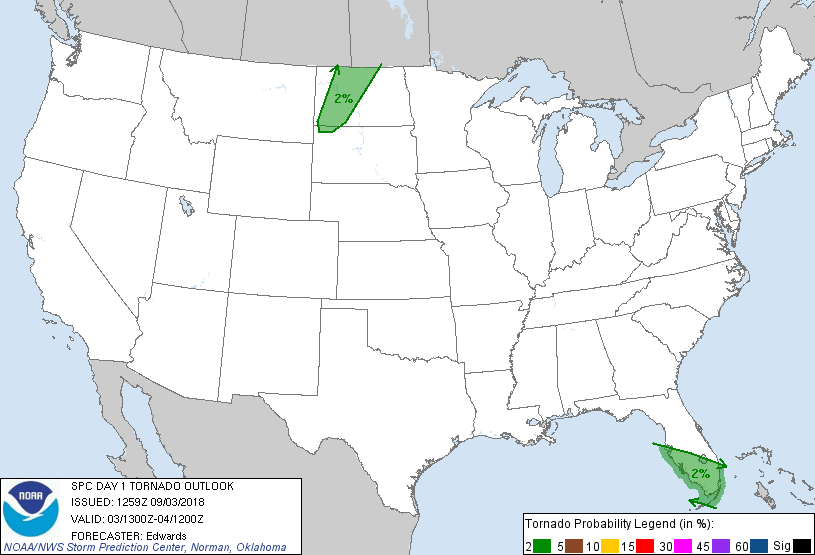 2%
2%
NOAA
SPC DAY 1 TORNADO OUTLOOK
ISSUED: 1259Z 09/03/2018
VALID: 03/1300Z-04/1200Z
FORECASTER: Edwards
NOAA/NWS Storm Prediction Center, Norman, Oklahoma
Tornado Probability Legend (in %):
2 5 10 15 30 45 60 Sig